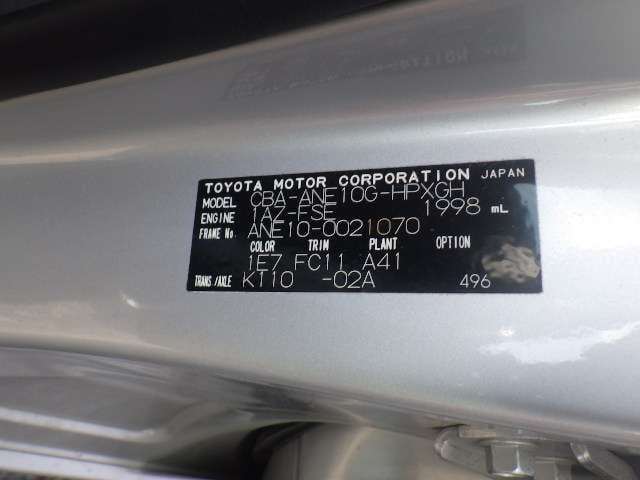 TOYOTA MOTOR CORPORATION JAPAN
MODEL CBA-ANE10G-HPXGH
ENGINE 1AZ-FSE 1998 mL
FRAME No. ANE10-0021070
COLOR TRIM PLANT OPTION
1E7 FC11 A41
TRANS/AXLE K110 -02A 496